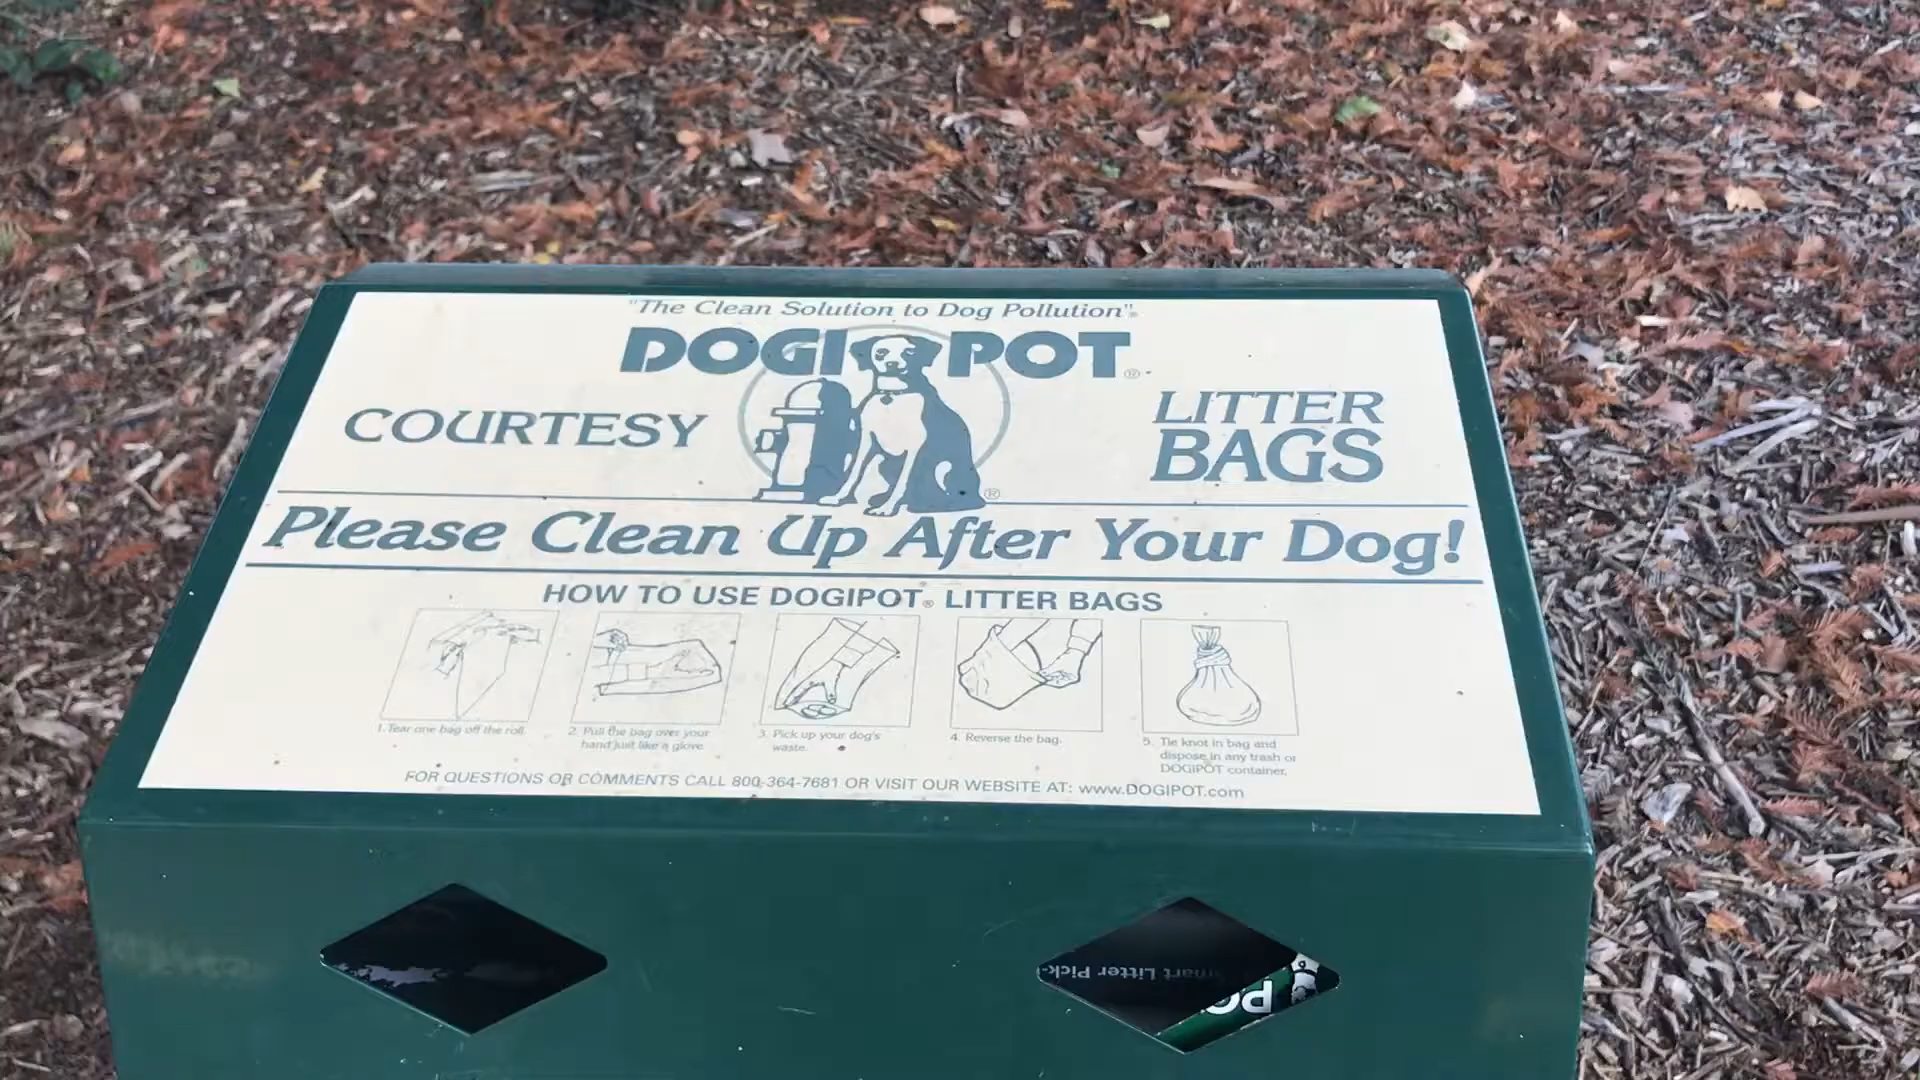 "The Clean Solution to Dog Pollution"®
DOGIPOT®
COURTESY
LITTER
BAGS
®
Please Clean Up After Your Dog!
HOW TO USE DOGIPOT® LITTER BAGS
1. Tear one bag off the roll.
2. Pull the bag over your
hand just like a glove.
3. Pick up your dog's
waste.
4. Reverse the bag.
5. Tie knot in bag and
dispose in any trash or
DOGIPOT container.
FOR QUESTIONS OR COMMENTS CALL 800-364-7681 OR VISIT OUR WEBSITE AT: www.DOGIPOT.com
Litter Pick-